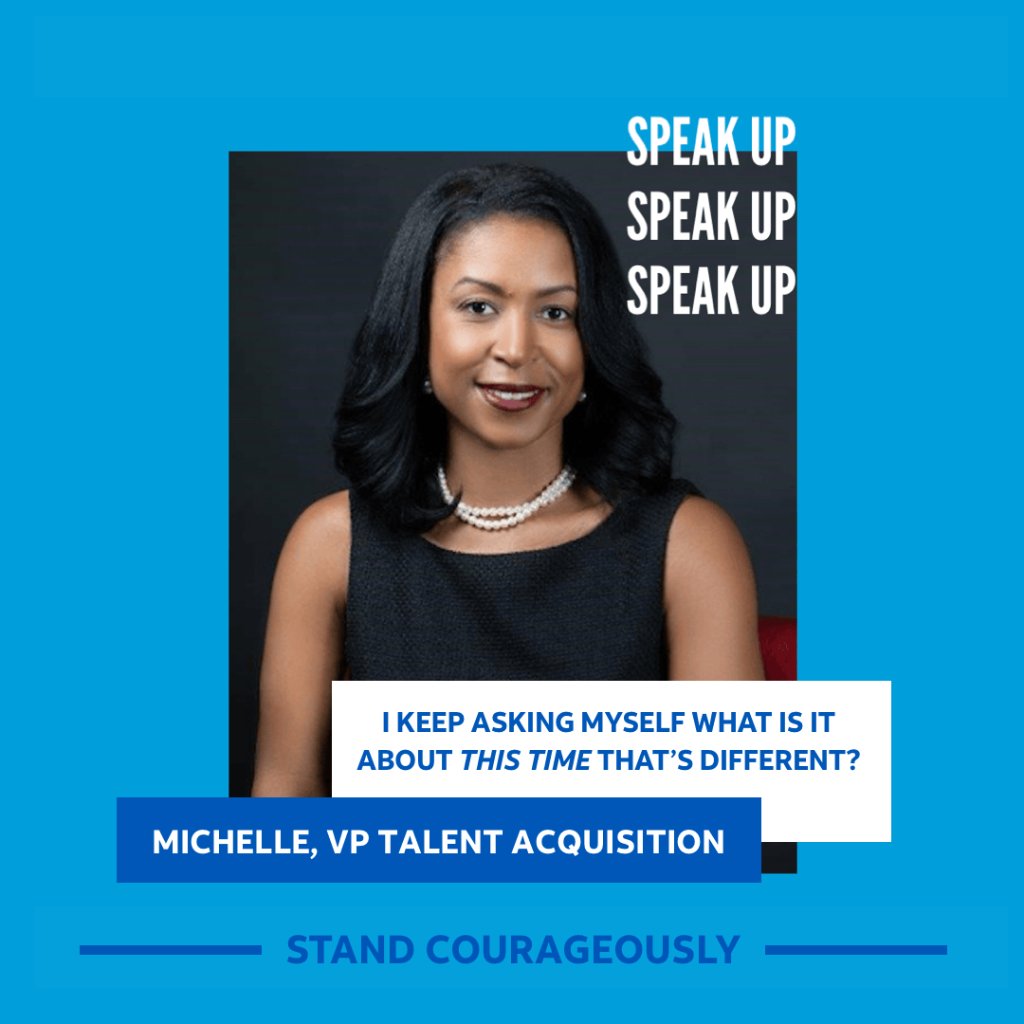 SPEAK UP
SPEAK UP
SPEAK UP
I KEEP ASKING MYSELF WHAT IS IT
ABOUT THIS TIME THAT’S DIFFERENT?
MICHELLE, VP TALENT ACQUISITION
STAND COURAGEOUSLY